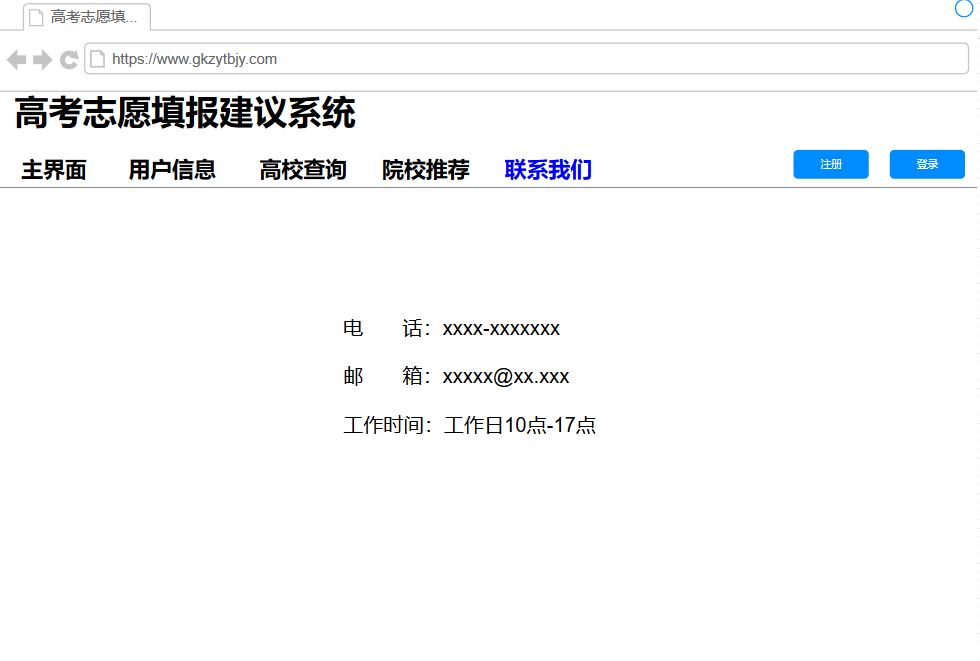 高考志愿填...
https://www.gkzytbjy.com
高考志愿填报建议系统
主界面 用户信息 高校查询 院校推荐 联系我们 注册 登录
电 话：xxxx-xxxxxxx
邮 箱：xxxxx@xx.xxx
工作时间：工作日10点-17点